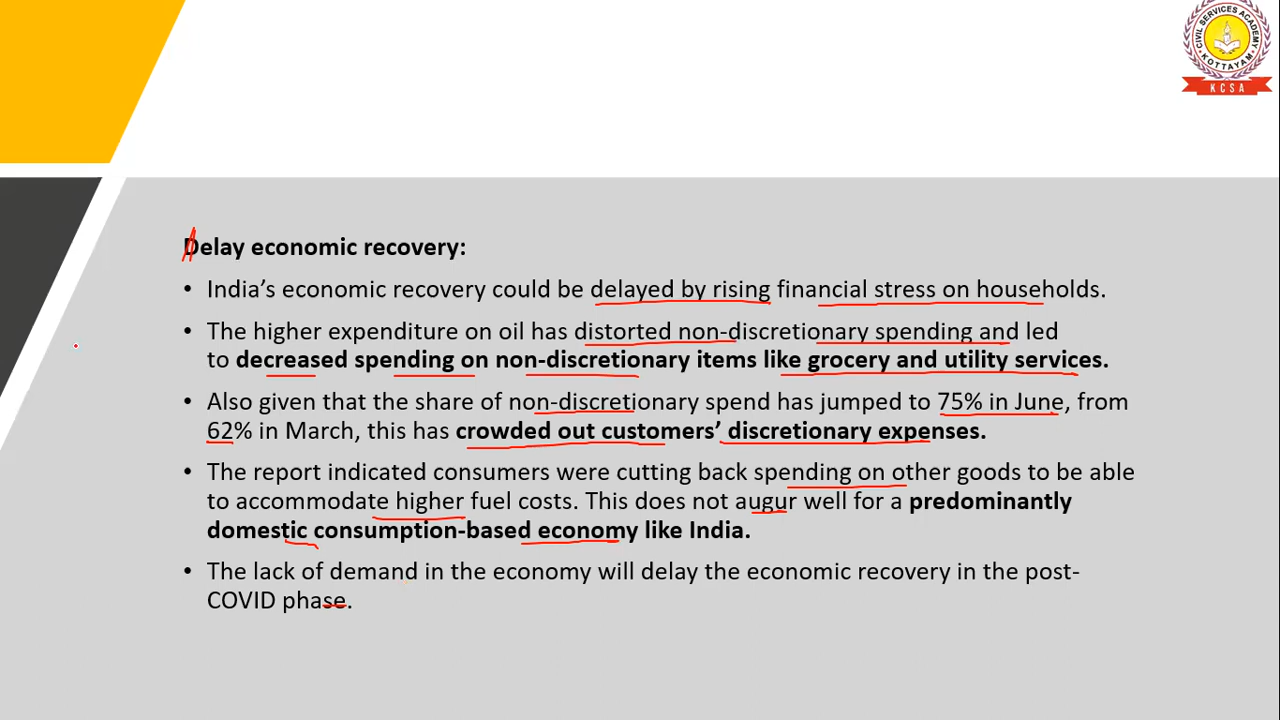 CIVIL SERVICES ACADEMY
KOTTAYAM
KCSA
Delay economic recovery:
• India's economic recovery could be delayed by rising financial stress on households.
• The higher expenditure on oil has distorted non-discretionary spending and led
to decreased spending on non-discretionary items like grocery and utility services.
• Also given that the share of non-discretionary spend has jumped to 75% in June, from
62% in March, this has crowded out customers' discretionary expenses.
• The report indicated consumers were cutting back spending on other goods to be able
to accommodate higher fuel costs. This does not augur well for a predominantly
domestic consumption-based economy like India.
• The lack of demand in the economy will delay the economic recovery in the post-
COVID phase.